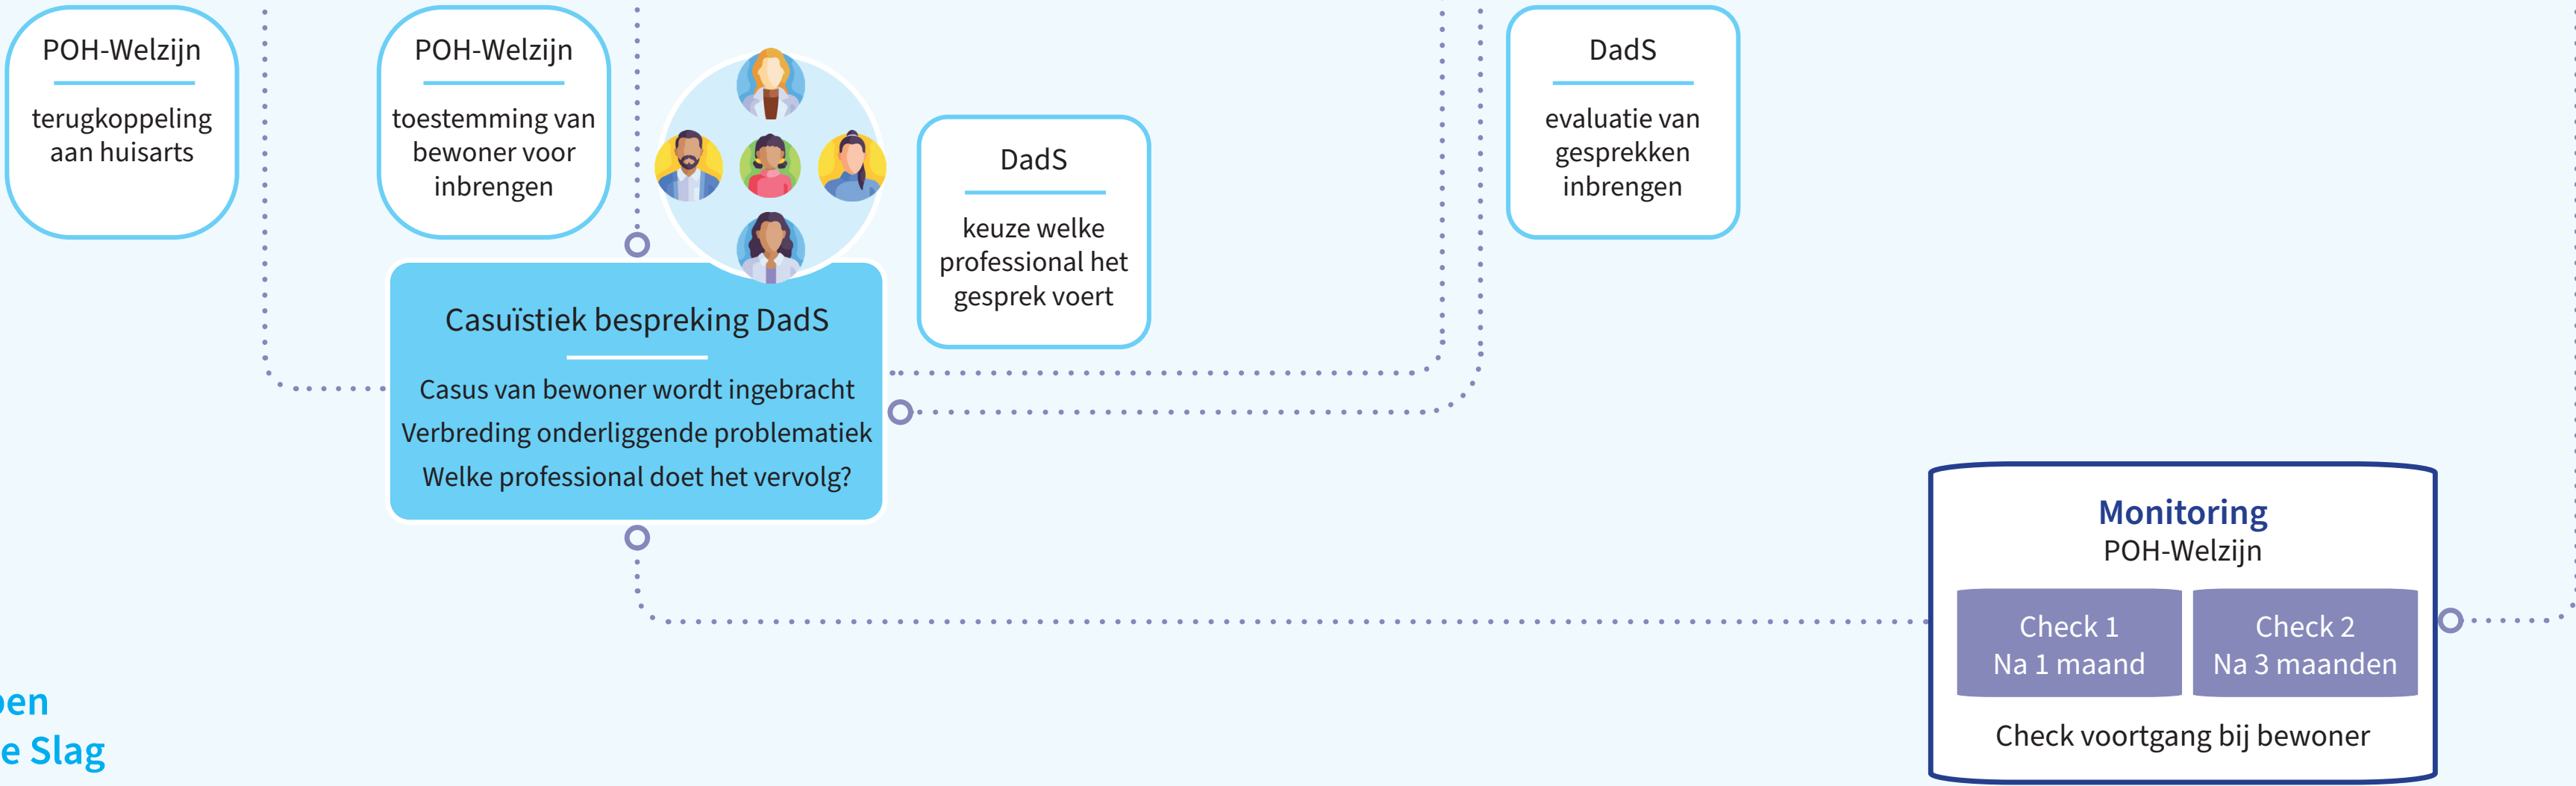 POH-Welzijn
terugkoppeling
aan huisarts
POH-Welzijn
toestemming van
bewoner voor
inbrengen
DadS
keuze welke
professional het
gesprek voert
DadS
evaluatie van
gesprekken
inbrengen
Casuïstiek bespreking DadS
Casus van bewoner wordt ingebracht
Verbreding onderliggende problematiek
Welke professional doet het vervolg?
Monitoring
POH-Welzijn
Check 1
Na 1 maand
Check 2
Na 3 maanden
Check voortgang bij bewoner
Slag